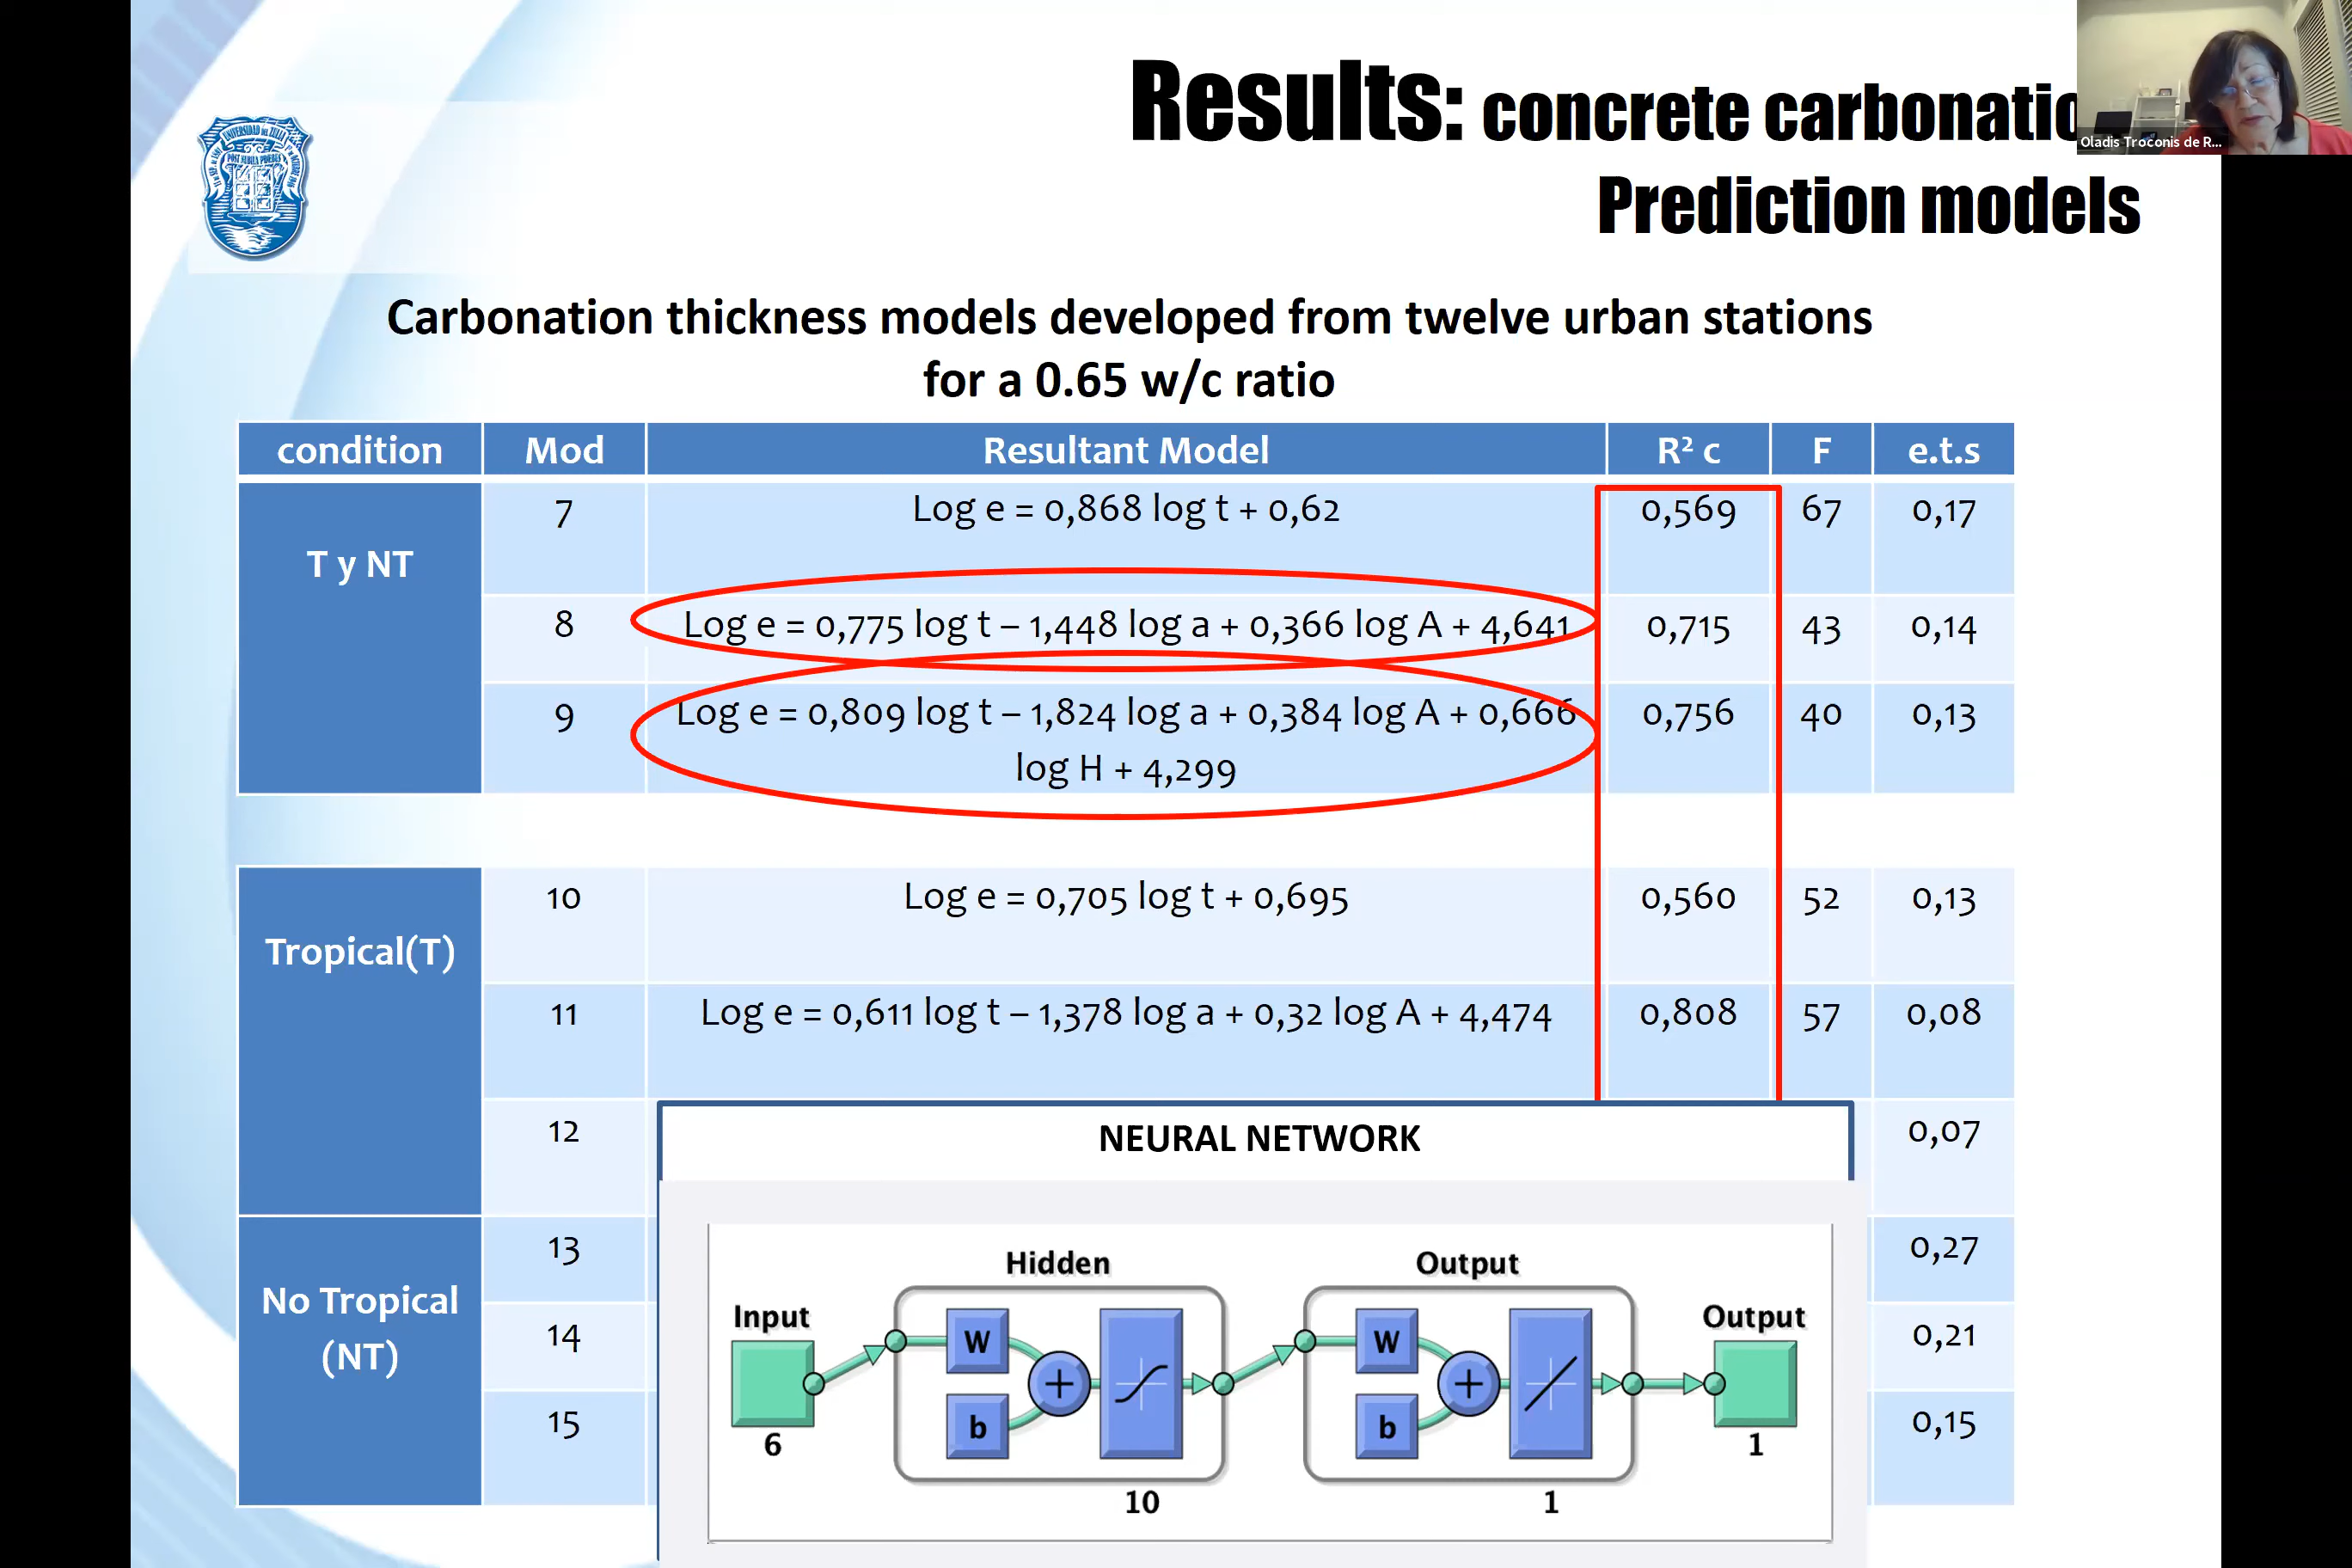 Results: concrete carbonatio
Oladis Troconis de R...
Prediction models
UNIVERSIDAD DEL ZULIA
POST NUBILA PHOEBUS
Carbonation thickness models developed from twelve urban stations
for a 0.65 w/c ratio
condition Mod Resultant Model R² c F e.t.s
T y NT
7 Log e = 0,868 log t + 0,62 0,569 67 0,17
8 Log e = 0,775 log t – 1,448 log a + 0,366 log A + 4,641 0,715 43 0,14
9 Log e = 0,809 log t – 1,824 log a + 0,384 log A + 0,666 0,756 40 0,13
log H + 4,299
Tropical(T)
10 Log e = 0,705 log t + 0,695 0,560 52 0,13
11 Log e = 0,611 log t – 1,378 log a + 0,32 log A + 4,474 0,808 57 0,08
12 0,07
No Tropical
(NT)
13 0,27
14 0,21
15 0,15
NEURAL NETWORK
Hidden Output
Input Output
W W
+ +
b b
6 1
10 1